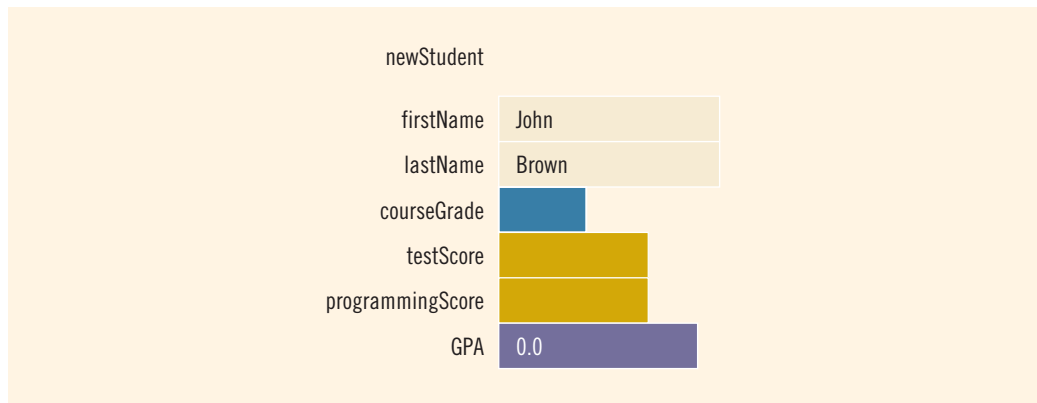 newStudent
firstName John
lastName Brown
courseGrade
testScore
programmingScore
GPA 0.0